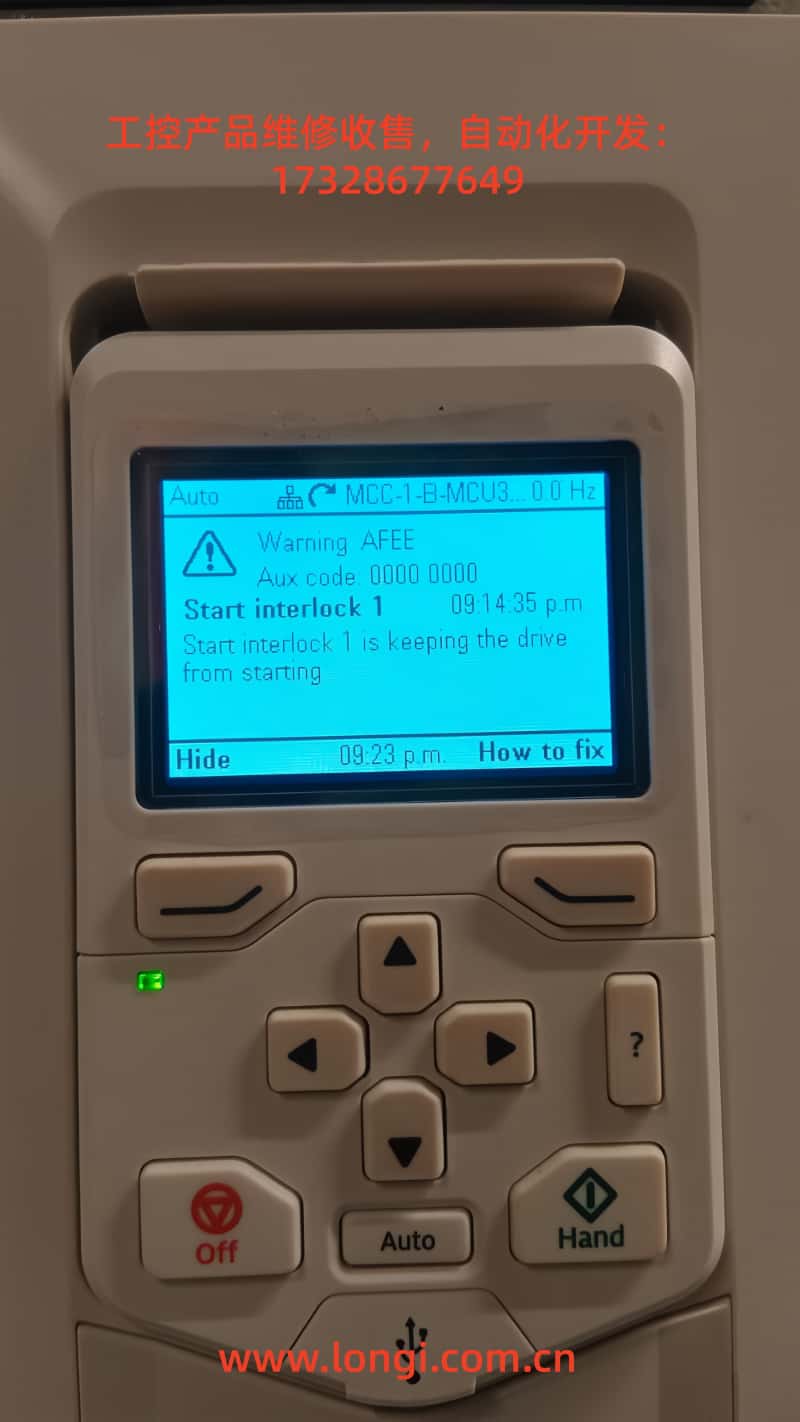 工控产品维修收售，自动化开发：
17328677649
Auto MCC-1-B-MCU3... 0.0 Hz
Warning AFEE
Aux code: 0000 0000
Start interlock 1 09:14:35 p.m
Start interlock 1 is keeping the drive
from starting
Hide 09:23 p.m. How to fix
?
Off
Auto
Hand
www.longi.com.cn